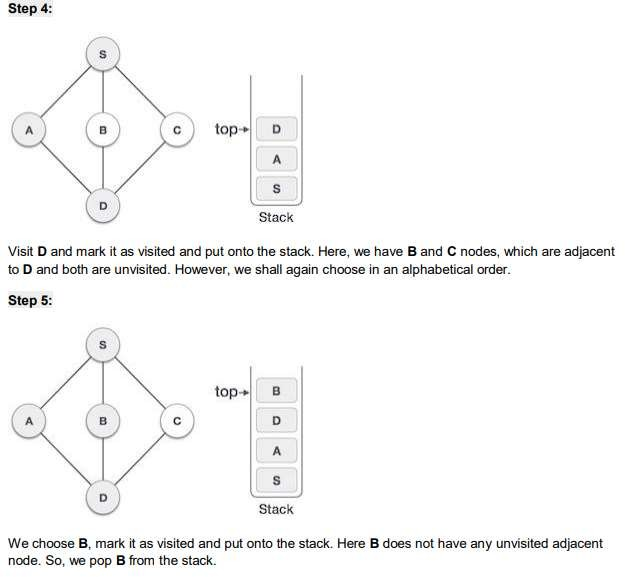 Step 4:
S
A B C
D
top→ D
A
S
Stack
Visit D and mark it as visited and put onto the stack. Here, we have B and C nodes, which are adjacent
to D and both are unvisited. However, we shall again choose in an alphabetical order.
Step 5:
S
A B C
D
top→ B
D
A
S
Stack
We choose B, mark it as visited and put onto the stack. Here B does not have any unvisited adjacent
node. So, we pop B from the stack.